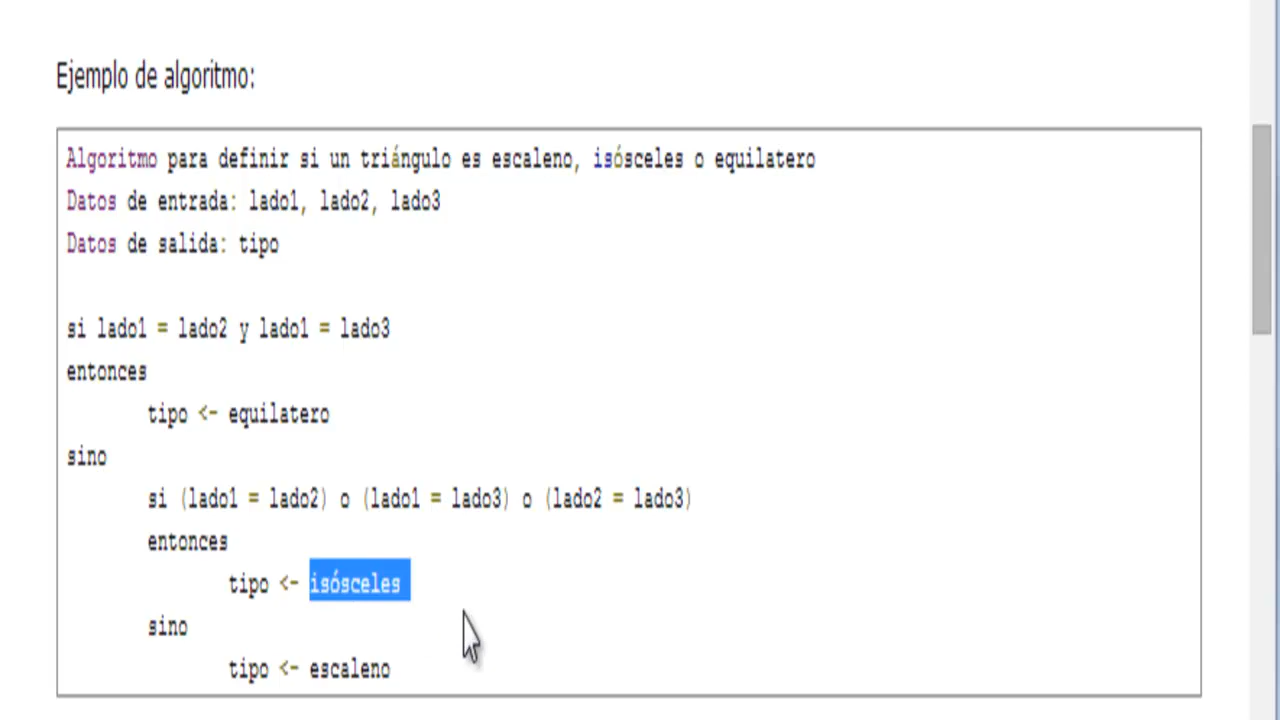 Ejemplo de algoritmo:
Algoritmo para definir si un triángulo es escaleno, isósceles o equilatero
Datos de entrada: lado1, lado2, lado3
Datos de salida: tipo
si lado1 = lado2 y lado1 = lado3
entonces
tipo <- equilatero
sino
si (lado1 = lado2) o (lado1 = lado3) o (lado2 = lado3)
entonces
tipo <- isósceles
sino
tipo <- escaleno